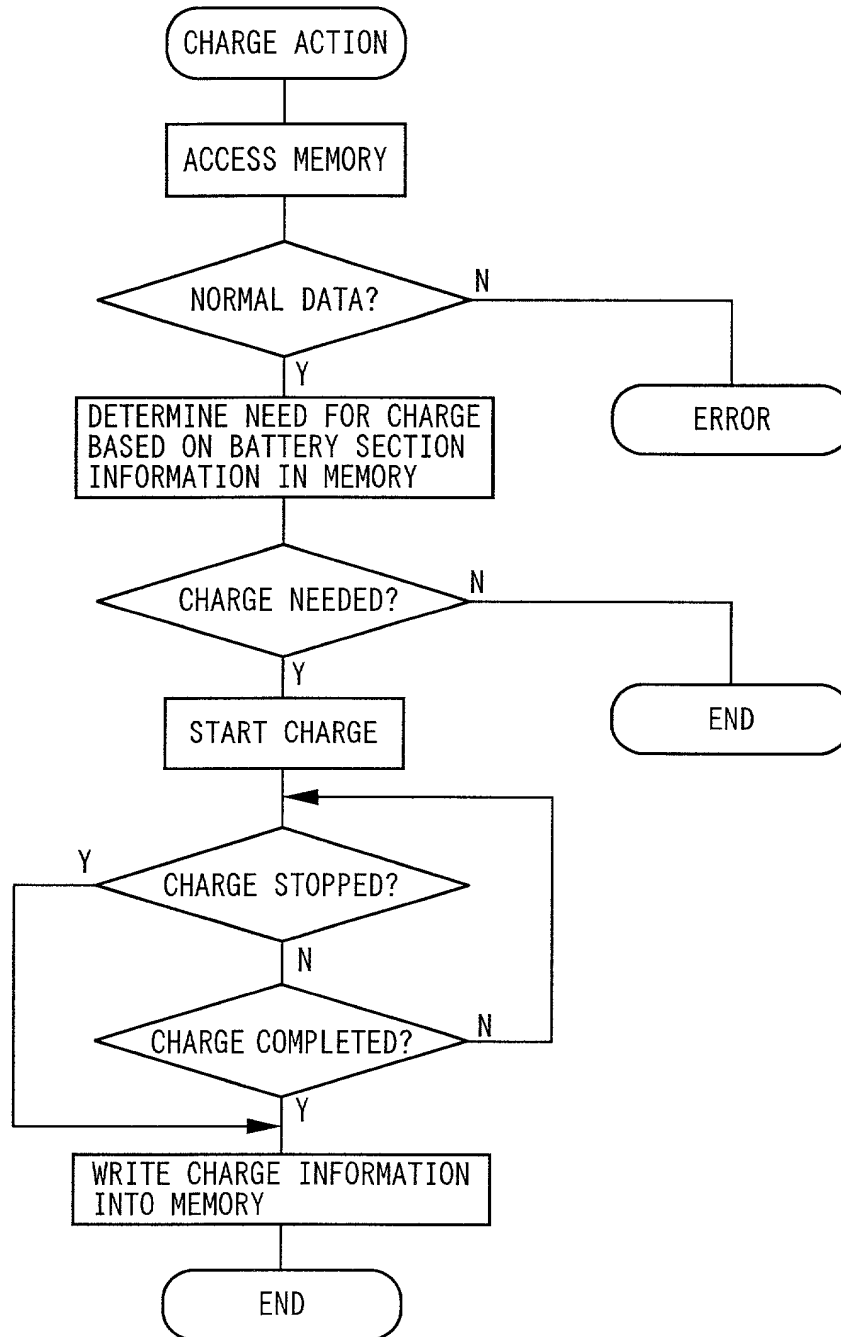 CHARGE ACTION
ACCESS MEMORY
NORMAL DATA?
N
Y
ERROR
DETERMINE NEED FOR CHARGE
BASED ON BATTERY SECTION
INFORMATION IN MEMORY
CHARGE NEEDED?
N
Y
END
START CHARGE
Y
CHARGE STOPPED?
N
CHARGE COMPLETED?
N
Y
WRITE CHARGE INFORMATION
INTO MEMORY
END